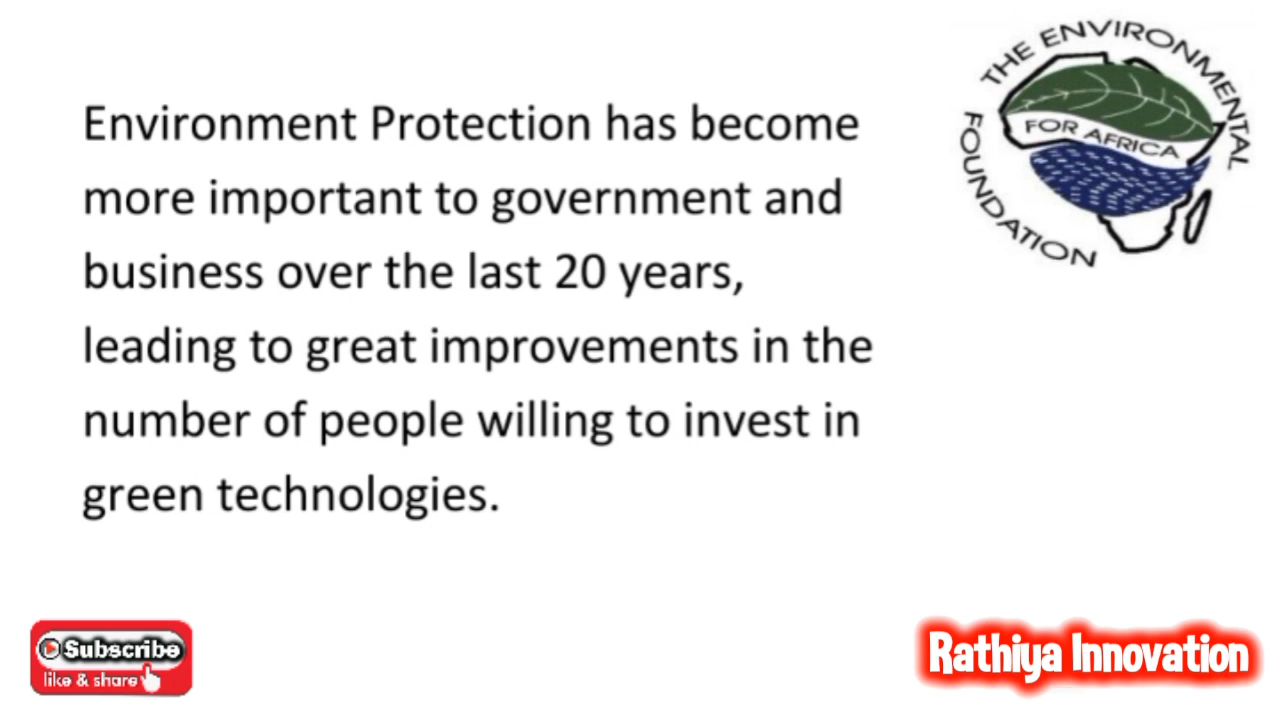 Environment Protection has become
more important to government and
business over the last 20 years,
leading to great improvements in the
number of people willing to invest in
green technologies.
THE ENVIRONMENTAL
FOUNDATION
FOR AFRICA
Subscribe
like & share
Rathiya Innovation